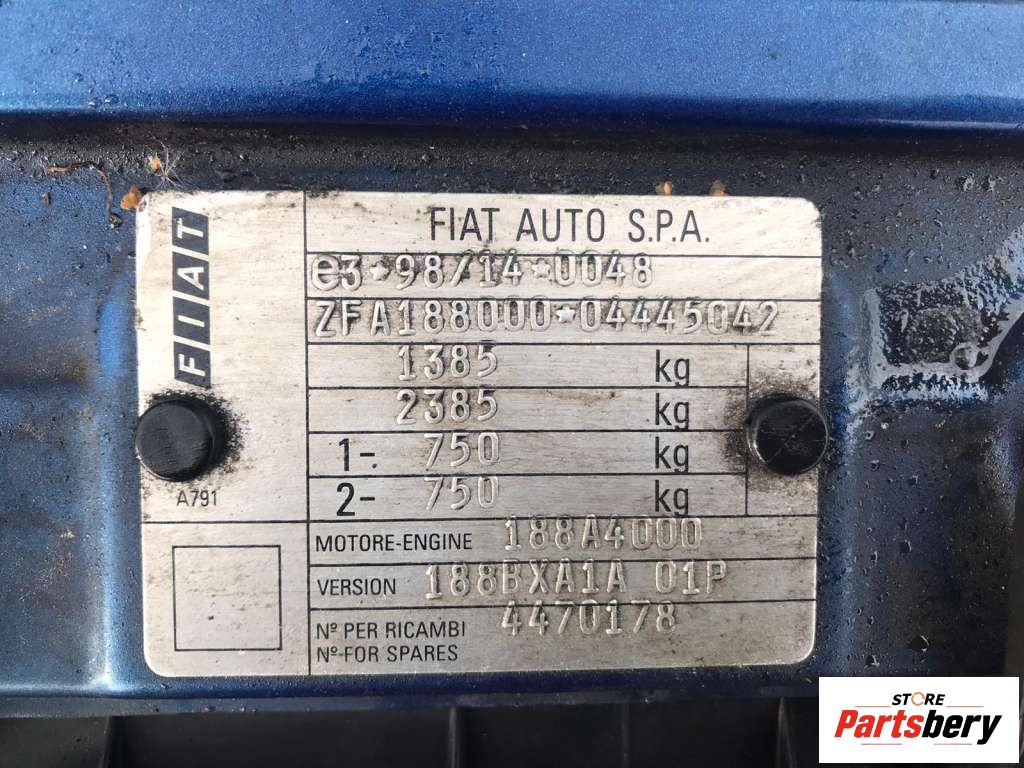 FIAT
FIAT AUTO S.P.A.
e3*98/14*0048
ZFA188000*04445042
1385 kg
2385 kg
1-. 750 kg
2- 750 kg
A791
MOTORE-ENGINE 188A4000
VERSION 188BXA1A 01P
Nº PER RICAMBI 4470178
Nº-FOR SPARES
STORE
Partsbery